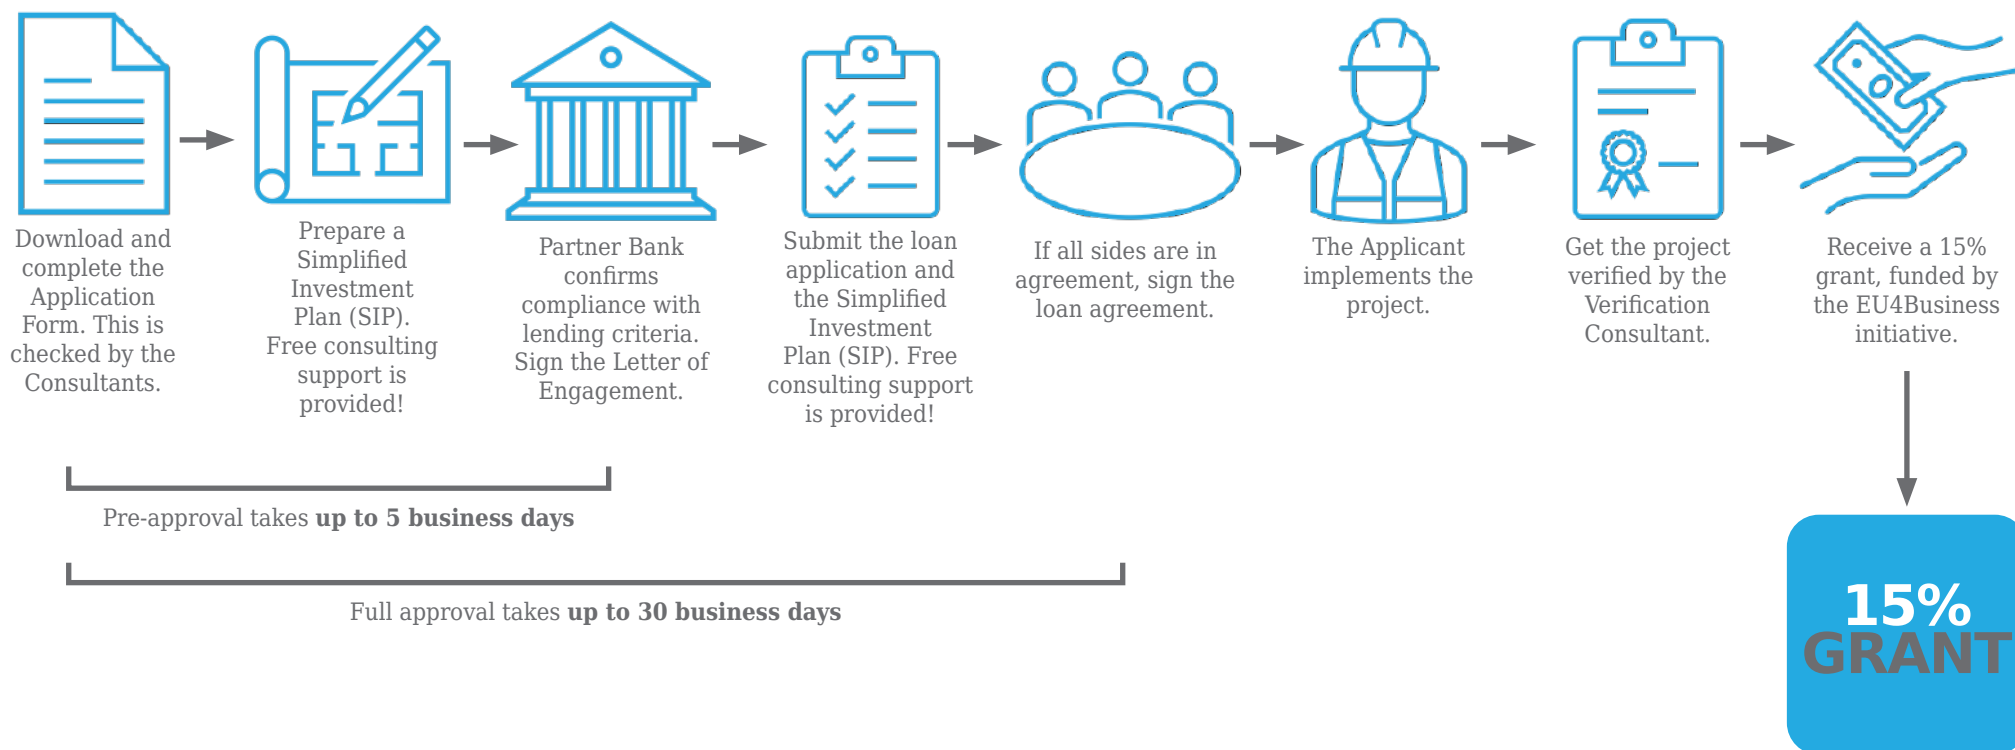 Download and
complete the
Application
Form. This is
checked by the
Consultants.
Prepare a
Simplified
Investment
Plan (SIP).
Free consulting
support is
provided!
Partner Bank
confirms
compliance with
lending criteria.
Sign the Letter of
Engagement.
Submit the loan
application and
the Simplified
Investment
Plan (SIP). Free
consulting support
is provided!
If all sides are in
agreement, sign the
loan agreement.
The Applicant
implements the
project.
Get the project
verified by the
Verification
Consultant.
Receive a 15%
grant, funded by
the EU4Business
initiative.
Pre-approval takes up to 5 business days
Full approval takes up to 30 business days
15%
GRANT